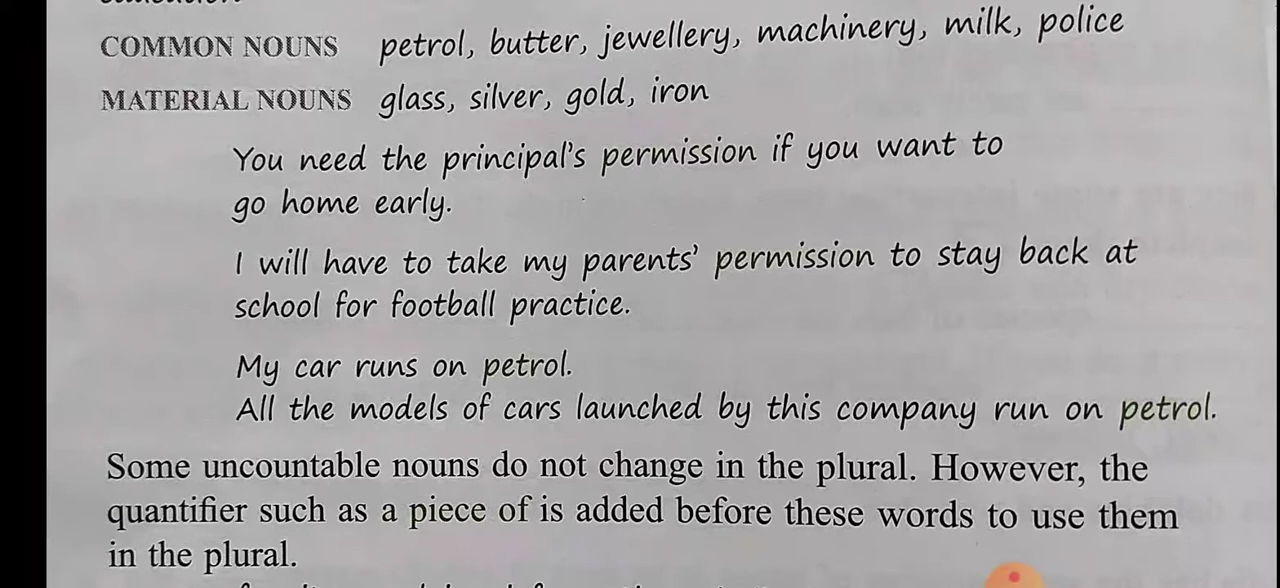 COMMON NOUNS petrol, butter, jewellery, machinery, milk, police
MATERIAL NOUNS glass, silver, gold, iron
You need the principal's permission if you want to
go home early.
I will have to take my parents' permission to stay back at
school for football practice.
My car runs on petrol.
All the models of cars launched by this company run on petrol.
Some uncountable nouns do not change in the plural. However, the
quantifier such as a piece of is added before these words to use them
in the plural.